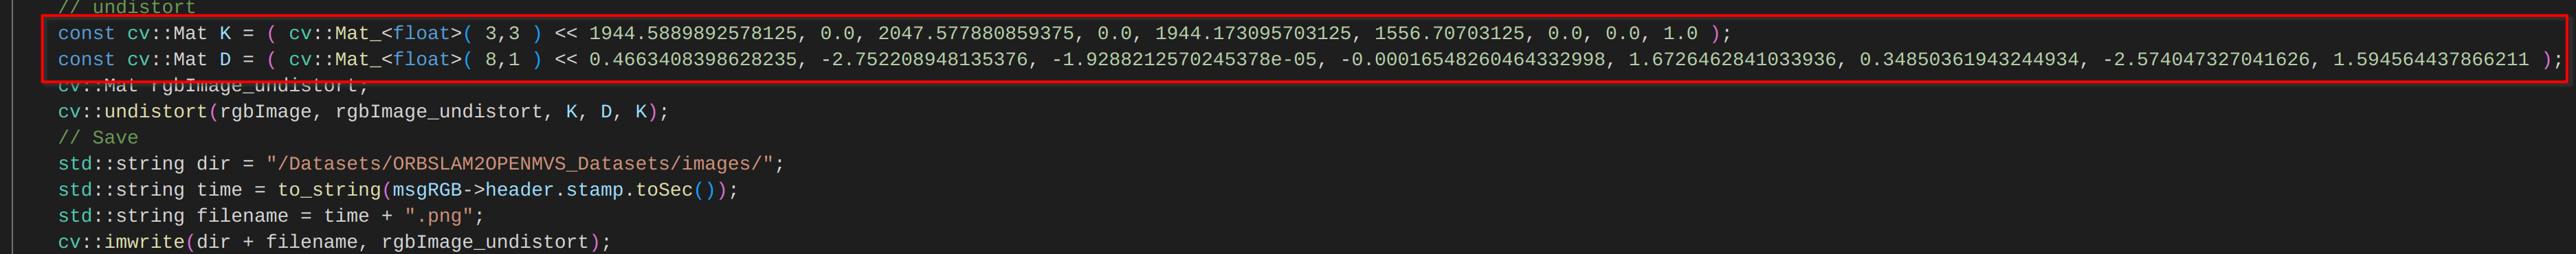 // undistort
const cv::Mat K = ( cv::Mat_<float>( 3,3 ) << 1944.5889892578125, 0.0, 2047.577880859375, 0.0, 1944.173095703125, 1556.70703125, 0.0, 0.0, 1.0 );
const cv::Mat D = ( cv::Mat_<float>( 8,1 ) << 0.4663408398628235, -2.752208948135376, -1.9288212570245378e-05, -0.00016548260464332998, 1.6726462841033936, 0.34850361943244934, -2.574047327041626, 1.594564437866211 );
cv::Mat rgbImage_undistort;
cv::undistort(rgbImage, rgbImage_undistort, K, D, K);
// Save
std::string dir = "/Datasets/ORBSLAM2OPENMVS_Datasets/images/";
std::string time = to_string(msgRGB->header.stamp.toSec());
std::string filename = time + ".png";
cv::imwrite(dir + filename, rgbImage_undistort);